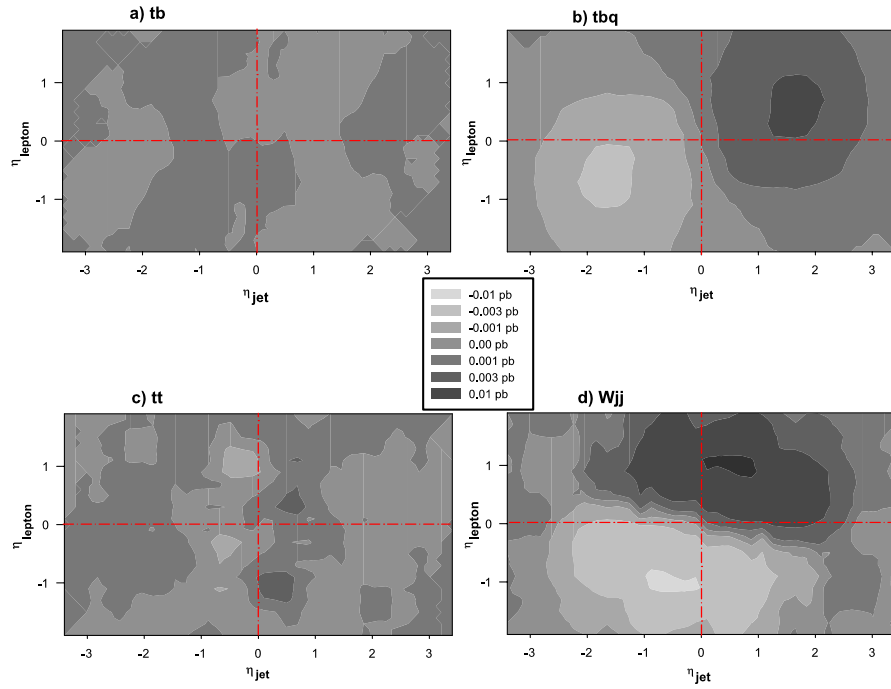 a) tb
b) tbq
1
0
-1
η lepton
-3 -2 -1 0 1 2 3
η jet
1
0
-1
η lepton
-3 -2 -1 0 1 2 3
η jet
-0.01 pb
-0.003 pb
-0.001 pb
0.00 pb
0.001 pb
0.003 pb
0.01 pb
c) tt
d) Wjj
1
0
-1
η lepton
-3 -2 -1 0 1 2 3
η jet
1
0
-1
η lepton
-3 -2 -1 0 1 2 3
η jet